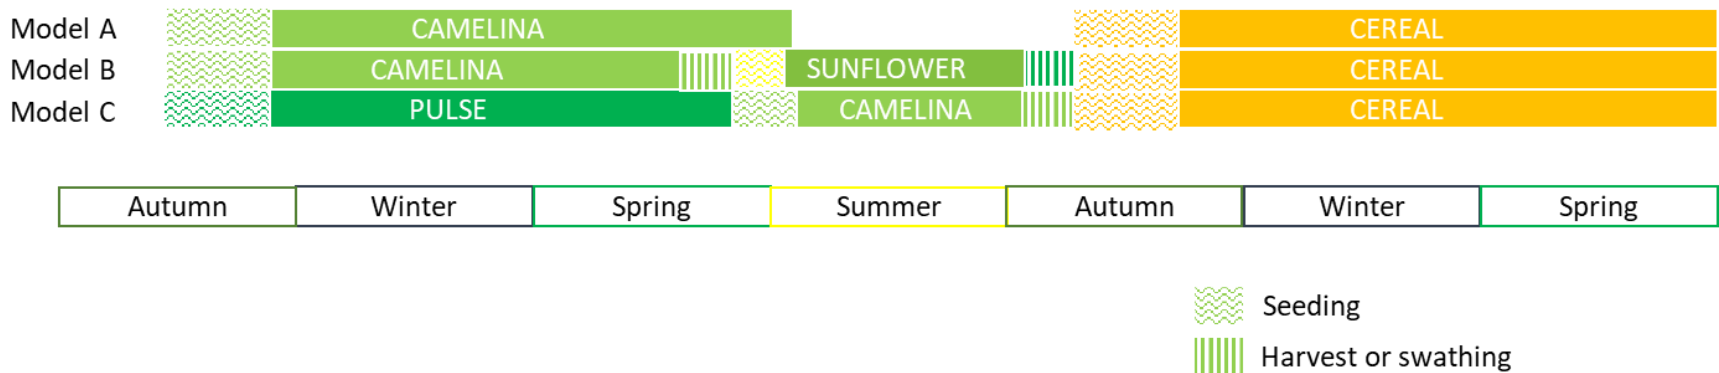 Model A CAMELINA CEREAL
Model B CAMELINA SUNFLOWER CEREAL
Model C PULSE CAMELINA CEREAL
Autumn Winter Spring Summer Autumn Winter Spring
Seeding
Harvest or swathing